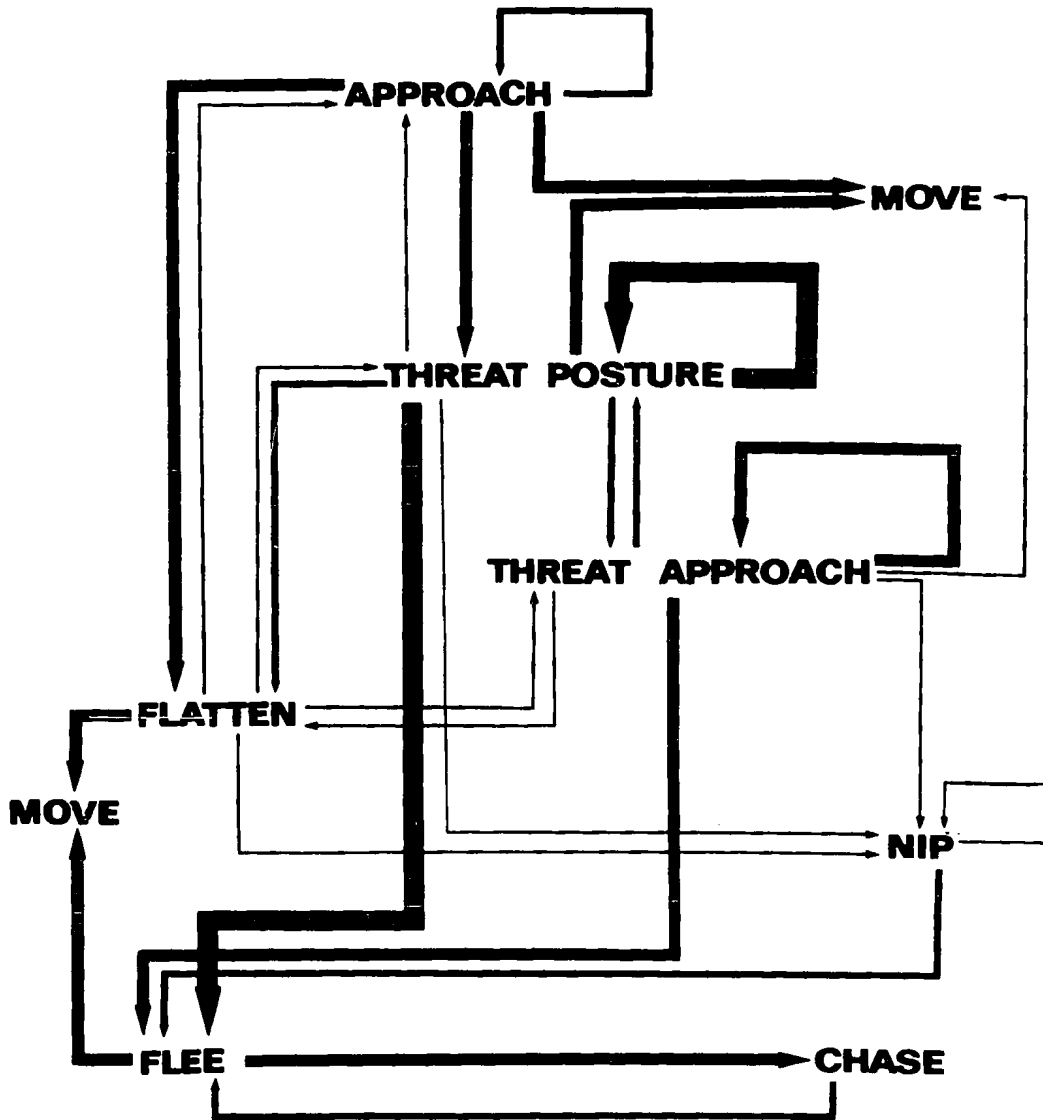 APPROACH
MOVE
THREAT POSTURE
THREAT APPROACH
FLATTEN
MOVE
NIP
FLEE
CHASE